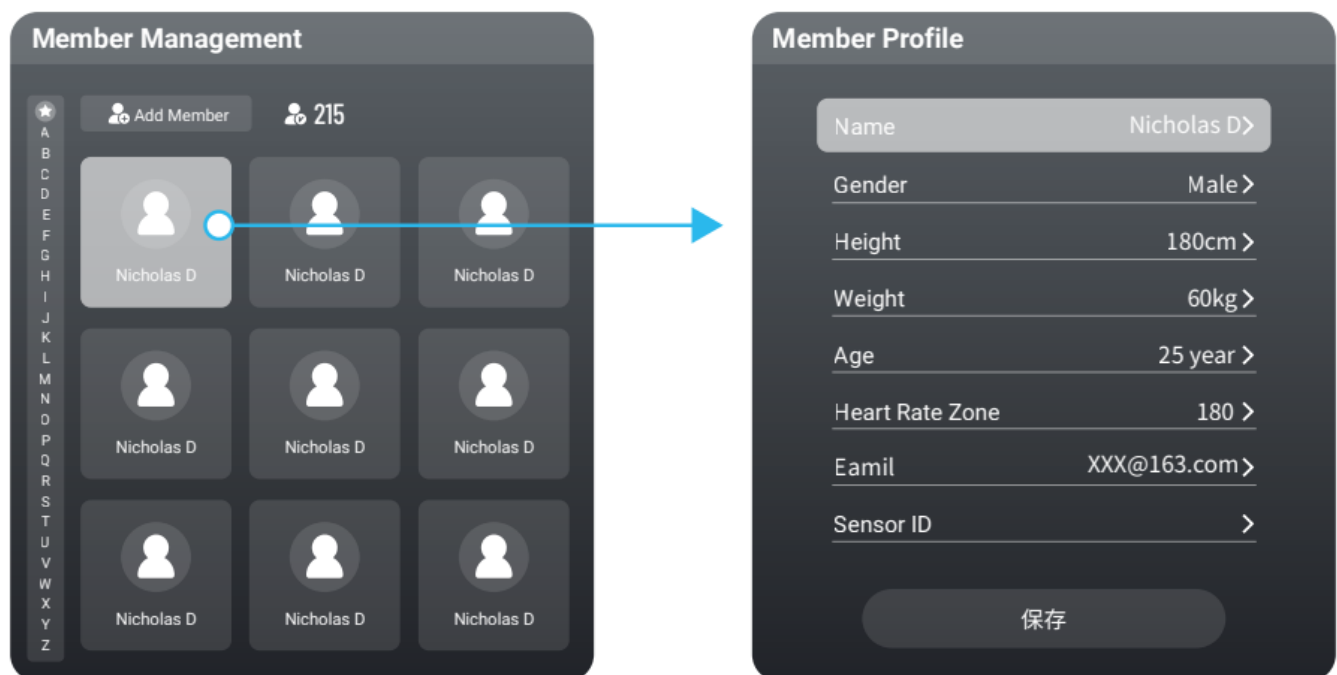 Member Management
Add Member
215
A
B
C
D
E
F
G
H
I
J
K
L
M
N
O
P
Q
R
S
T
U
V
W
X
Y
Z
Nicholas D
Nicholas D
Nicholas D
Nicholas D
Nicholas D
Nicholas D
Nicholas D
Nicholas D
Nicholas D
Member Profile
Name Nicholas D
Gender Male
Height 180cm
Weight 60kg
Age 25 year
Heart Rate Zone 180
Eamil XXX@163.com
Sensor ID
保存